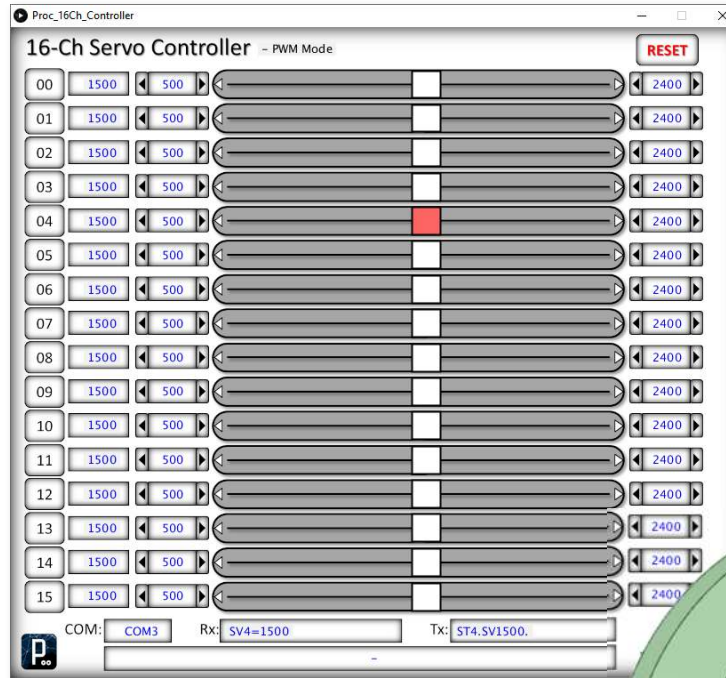 Proc_16Ch_Controller
16-Ch Servo Controller - PWM Mode RESET
00 1500 500 2400
01 1500 500 2400
02 1500 500 2400
03 1500 500 2400
04 1500 500 2400
05 1500 500 2400
06 1500 500 2400
07 1500 500 2400
08 1500 500 2400
09 1500 500 2400
10 1500 500 2400
11 1500 500 2400
12 1500 500 2400
13 1500 500 2400
14 1500 500 2400
15 1500 500 2400
COM: COM3 Rx: SV4=1500 Tx: ST4.SV1500.
P. -